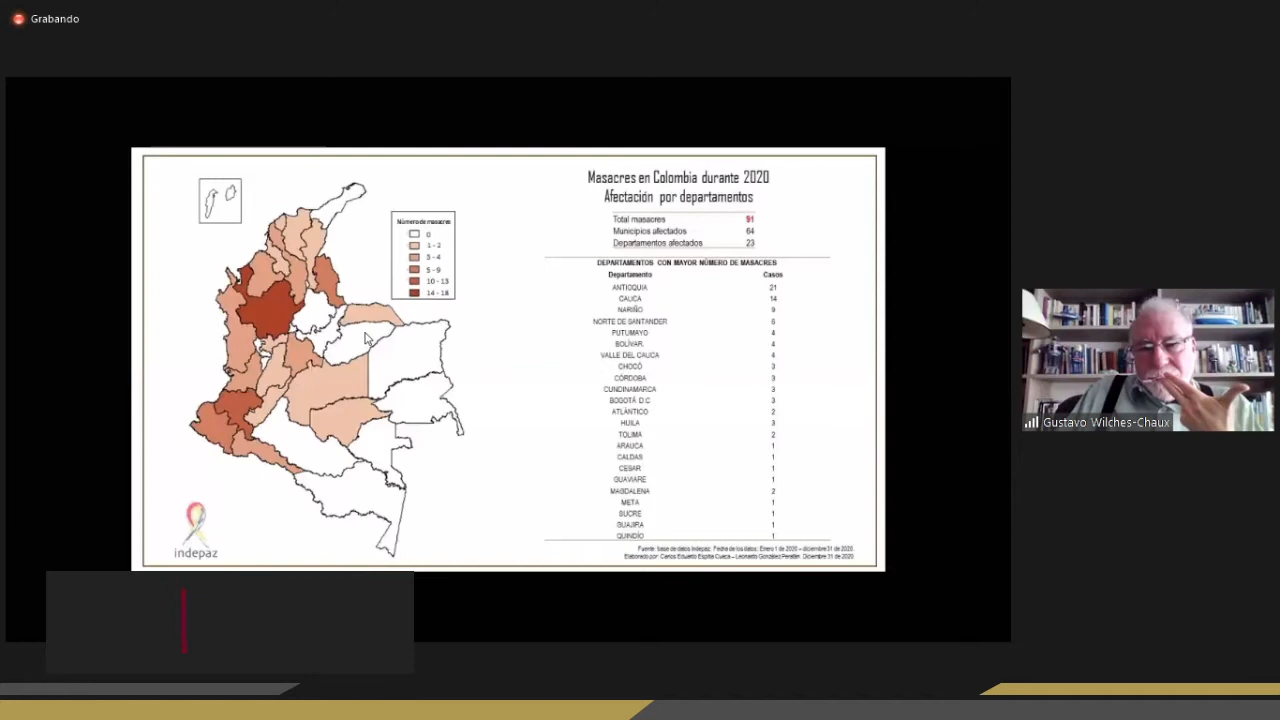 Grabando
Masacres en Colombia durante 2020
Afectación por departamentos
Total masacres 91
Municipios afectados 64
Departamentos afectados 23
Número de masacres
0
1 - 2
3 - 4
5 - 9
10 - 13
14 - 18
DEPARTAMENTOS CON MAYOR NÚMERO DE MASACRES
Departamento Casos
ANTIOQUIA 21
CAUCA 14
NARIÑO 9
NORTE DE SANTANDER 6
PUTUMAYO 4
BOLÍVAR 4
VALLE DEL CAUCA 4
CHOCÓ 3
CÓRDOBA 3
CUNDINAMARCA 3
BOGOTÁ D.C 3
ATLÁNTICO 2
HUILA 3
TOLIMA 2
ARAUCA 1
CALDAS 1
CESAR 1
GUAVIARE 1
MAGDALENA 2
META 1
SUCRE 1
GUAJIRA 1
QUINDÍO 1
Fuente: base de datos Indepaz. Fecha de los datos: Enero 1 de 2020 – diciembre 31 de 2020
Elaborado por: Carlos Eduardo Espitia Cueca – Leonardo González Perafán. Diciembre 31 de 2020
indepaz
Gustavo Wilches-Chaux